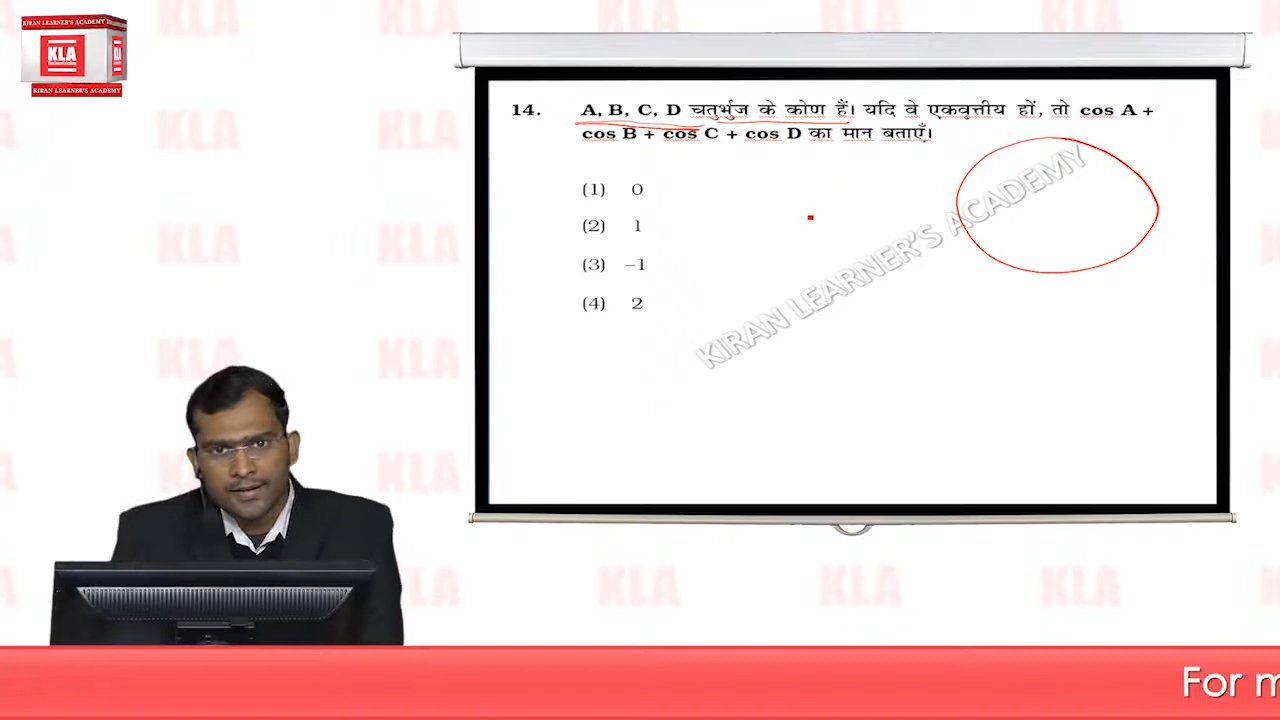 KIRAN LEARNER'S ACADEMY
KLA
KIRAN LEARNER'S ACADEMY
14. A, B, C, D चतुर्भुज के कोण हैं। यदि वे एकवृत्तीय हों, तो cos A +
cos B + cos C + cos D का मान बताएँ।
(1) 0
(2) 1
(3) –1
(4) 2
KIRAN LEARNER'S ACADEMY
For m